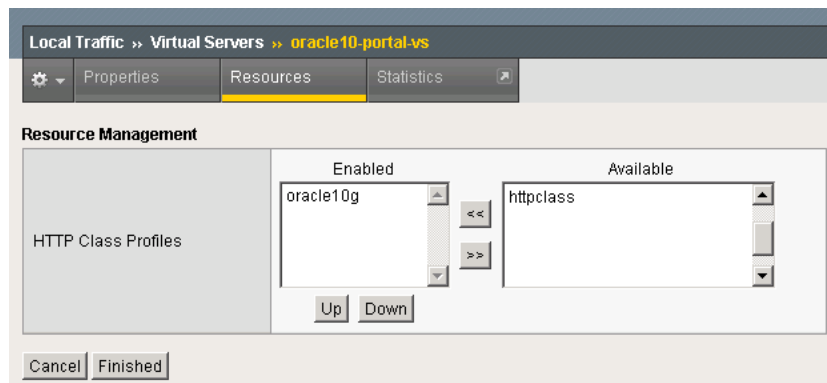 Local Traffic » Virtual Servers » oracle10-portal-vs
Properties Resources Statistics
Resource Management
Enabled Available
oracle10g << httpclass
HTTP Class Profiles >>
Up Down
Cancel Finished